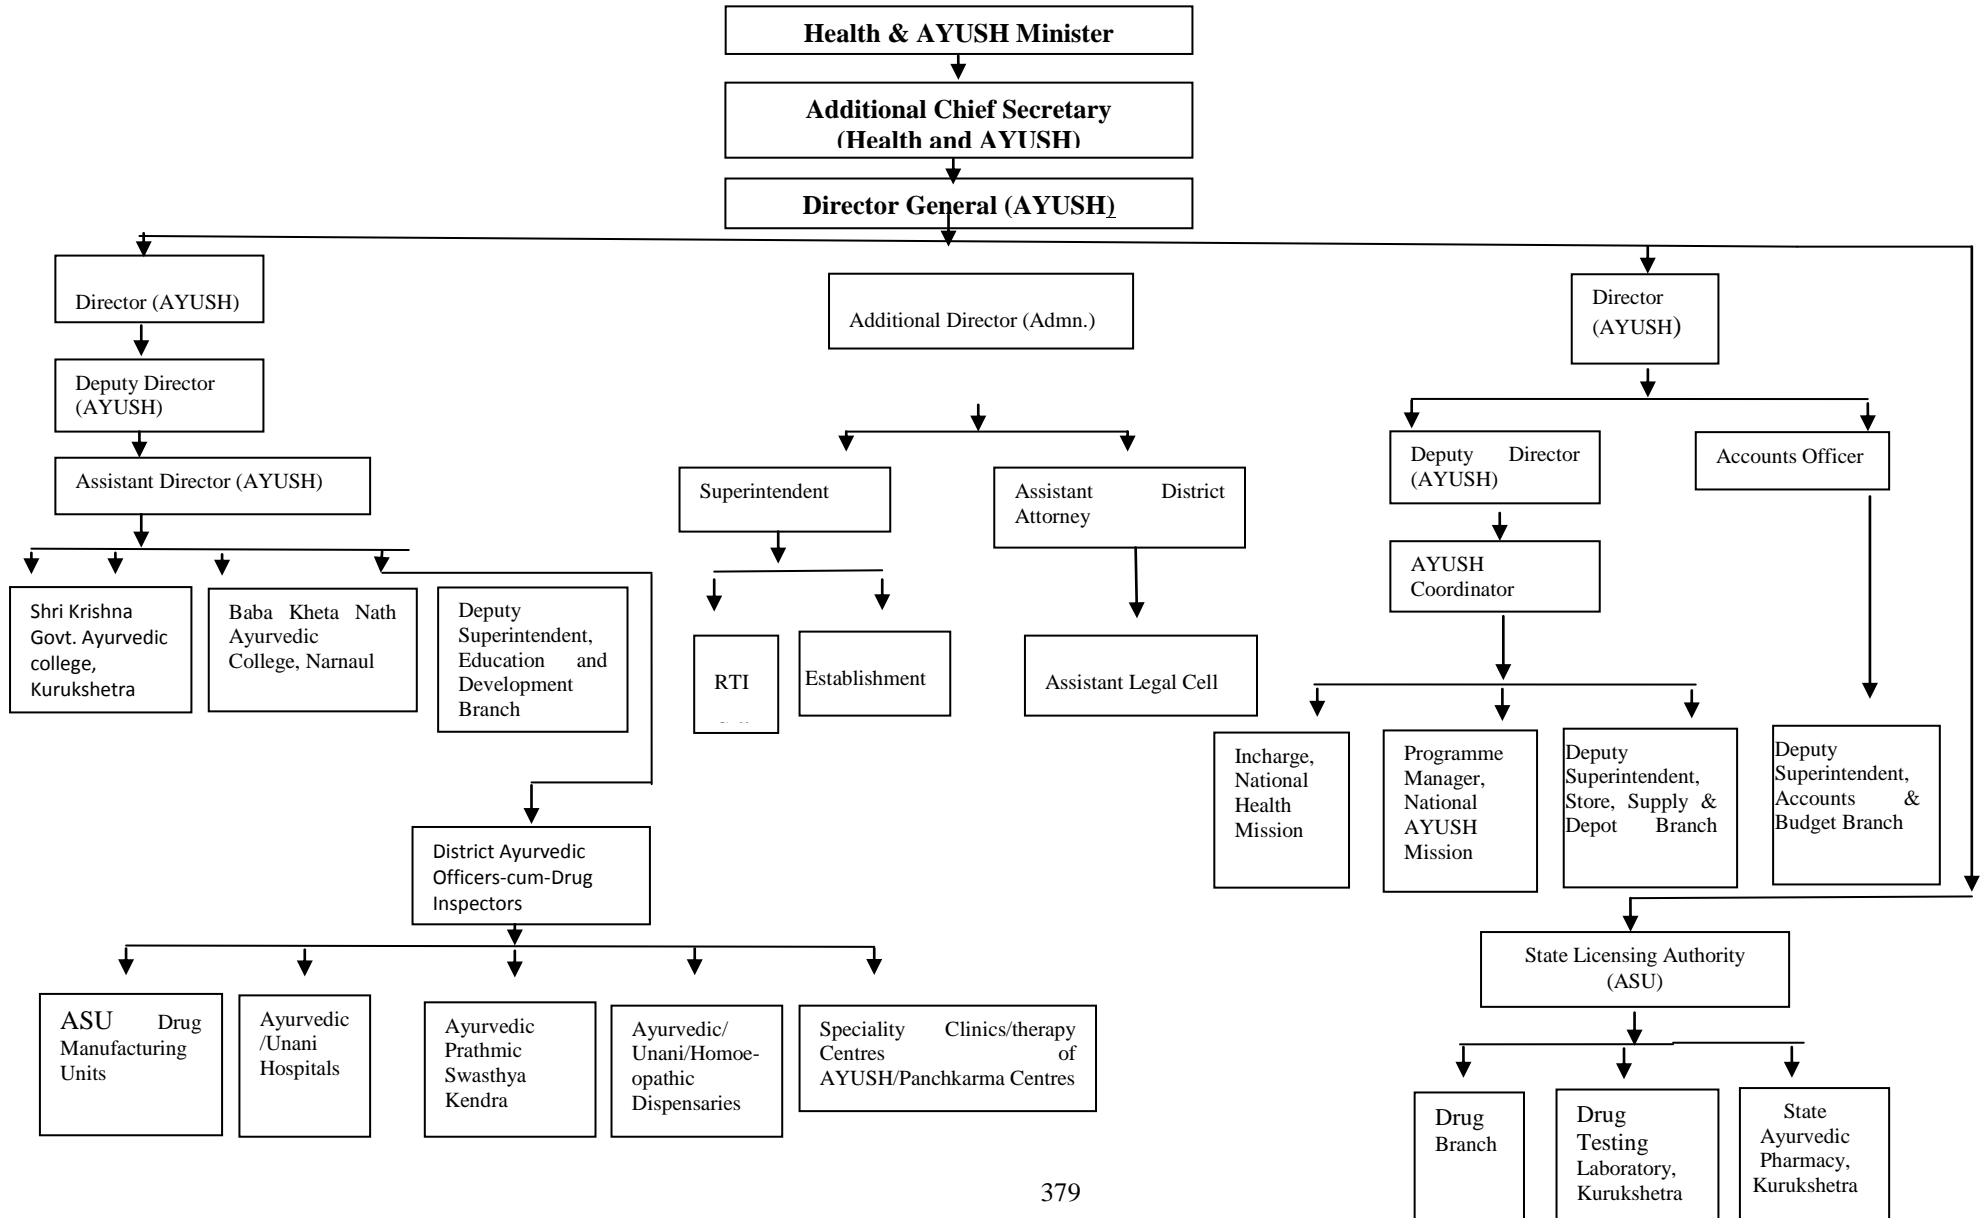 Health & AYUSH Minister
Additional Chief Secretary
(Health and AYUSH)
Director General (AYUSH)
Director (AYUSH)
Additional Director (Admn.)
Director
(AYUSH)
Deputy Director
(AYUSH)
Assistant Director (AYUSH)
Superintendent
Assistant District
Attorney
Deputy Director
(AYUSH)
Accounts Officer
AYUSH
Coordinator
Shri Krishna
Govt. Ayurvedic
college,
Kurukshetra
Baba Kheta Nath
Ayurvedic
College, Narnaul
Deputy
Superintendent,
Education and
Development
Branch
RTI
Establishment
Assistant Legal Cell
Incharge,
National
Health
Mission
Programme
Manager,
National
AYUSH
Mission
Deputy
Superintendent,
Store, Supply &
Depot Branch
Deputy
Superintendent,
Accounts &
Budget Branch
District Ayurvedic
Officers-cum-Drug
Inspectors
State Licensing Authority
(ASU)
ASU Drug
Manufacturing
Units
Ayurvedic
/Unani
Hospitals
Ayurvedic
Prathmic
Swasthya
Kendra
Ayurvedic/
Unani/Homoe-
opathic
Dispensaries
Speciality Clinics/therapy
Centres of
AYUSH/Panchkarma Centres
Drug
Branch
Drug
Testing
Laboratory,
Kurukshetra
State
Ayurvedic
Pharmacy,
Kurukshetra
379